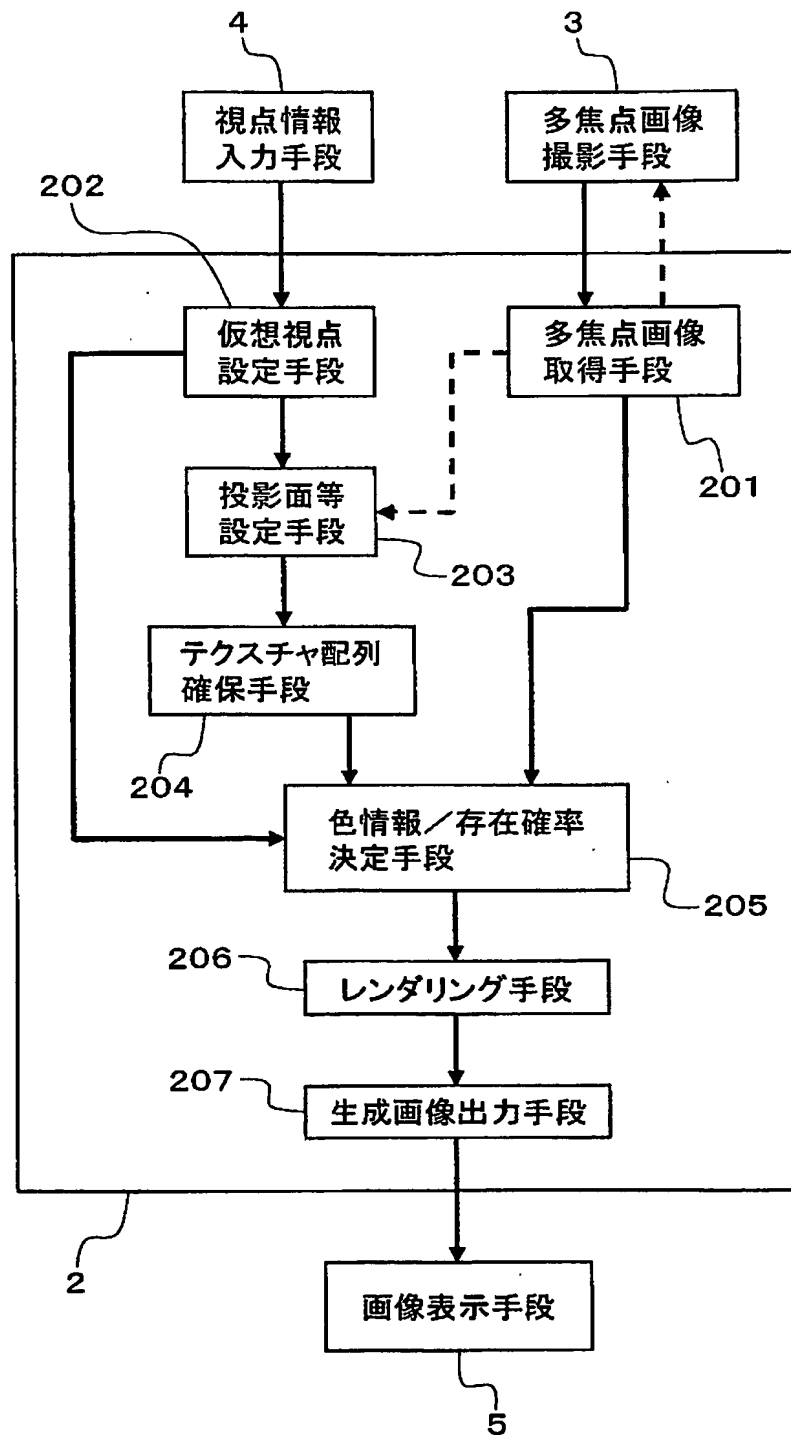 4
3
視点情報
入力手段
多焦点画像
撮影手段
202
仮想視点
設定手段
多焦点画像
取得手段
201
投影面等
設定手段
203
テクスチャ配列
確保手段
204
色情報／存在確率
決定手段
205
206
レンダリング手段
207
生成画像出力手段
2
画像表示手段
5